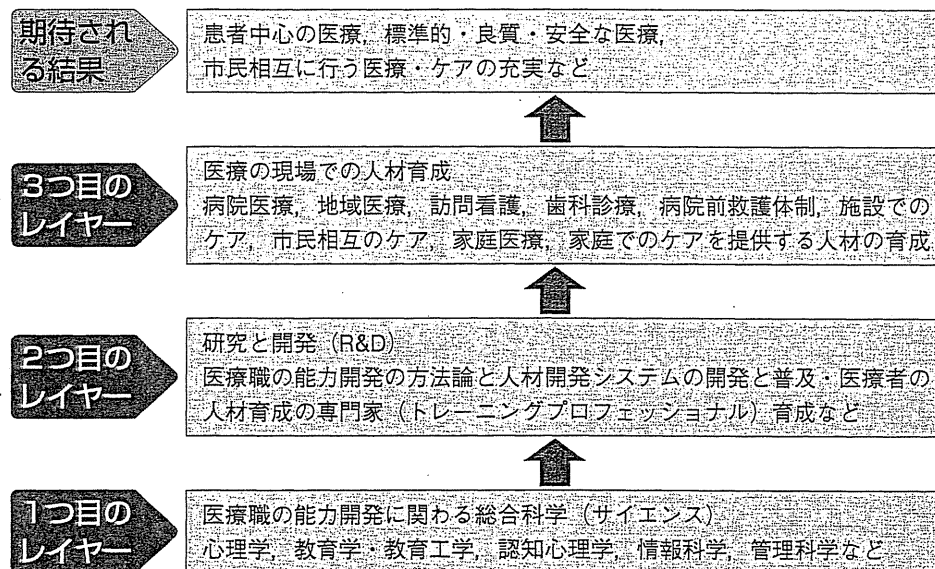 期待され
る結果
患者中心の医療，標準的・良質・安全な医療，
市民相互に行う医療・ケアの充実など
3つ目の
レイヤー
医療の現場での人材育成
病院医療，地域医療，訪問看護，歯科診療，病院前救護体制，施設での
ケア，市民相互のケア，家庭医療，家庭でのケアを提供する人材の育成
2つ目の
レイヤー
研究と開発（R&D）
医療職の能力開発の方法論と人材開発システムの開発と普及・医療者の
人材育成の専門家（トレーニングプロフェッショナル）育成など
1つ目の
レイヤー
医療職の能力開発に関わる総合科学（サイエンス）
心理学，教育学・教育工学，認知心理学，情報科学，管理科学など